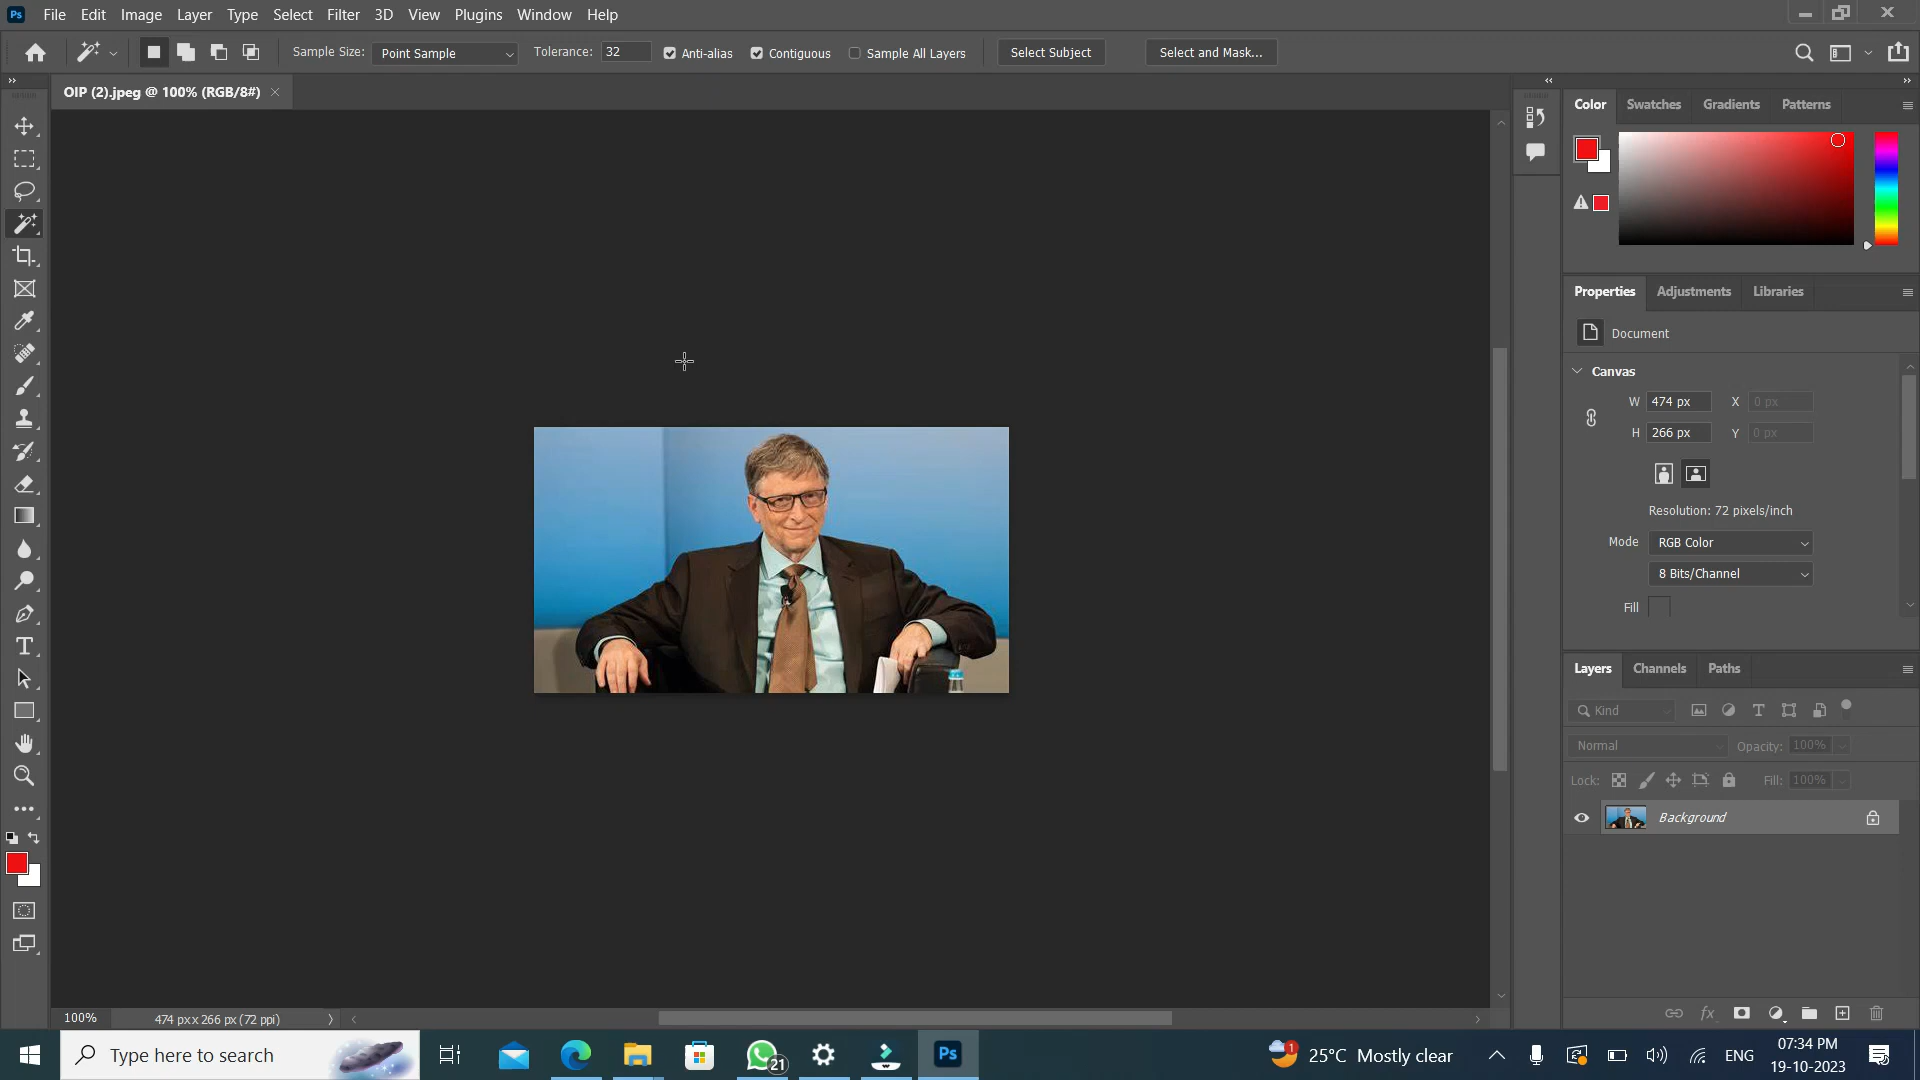 Ps File Edit Image Layer Type Select Filter 3D View Plugins Window Help
Sample Size: Point Sample Tolerance: 32 Anti-alias Contiguous Sample All Layers Select Subject Select and Mask...
OIP (2).jpeg @ 100% (RGB/8#)
Color Swatches Gradients Patterns
Properties Adjustments Libraries
Document
Canvas
W 474 px X 0 px
H 266 px Y 0 px
Resolution: 72 pixels/inch
Mode RGB Color
8 Bits/Channel
Fill
Layers Channels Paths
Kind
Normal Opacity: 100%
Lock: Fill: 100%
Background
100% 474 px x 266 px (72 ppi)
Type here to search
21
Ps
1
25°C Mostly clear
ENG
07:34 PM
19-10-2023